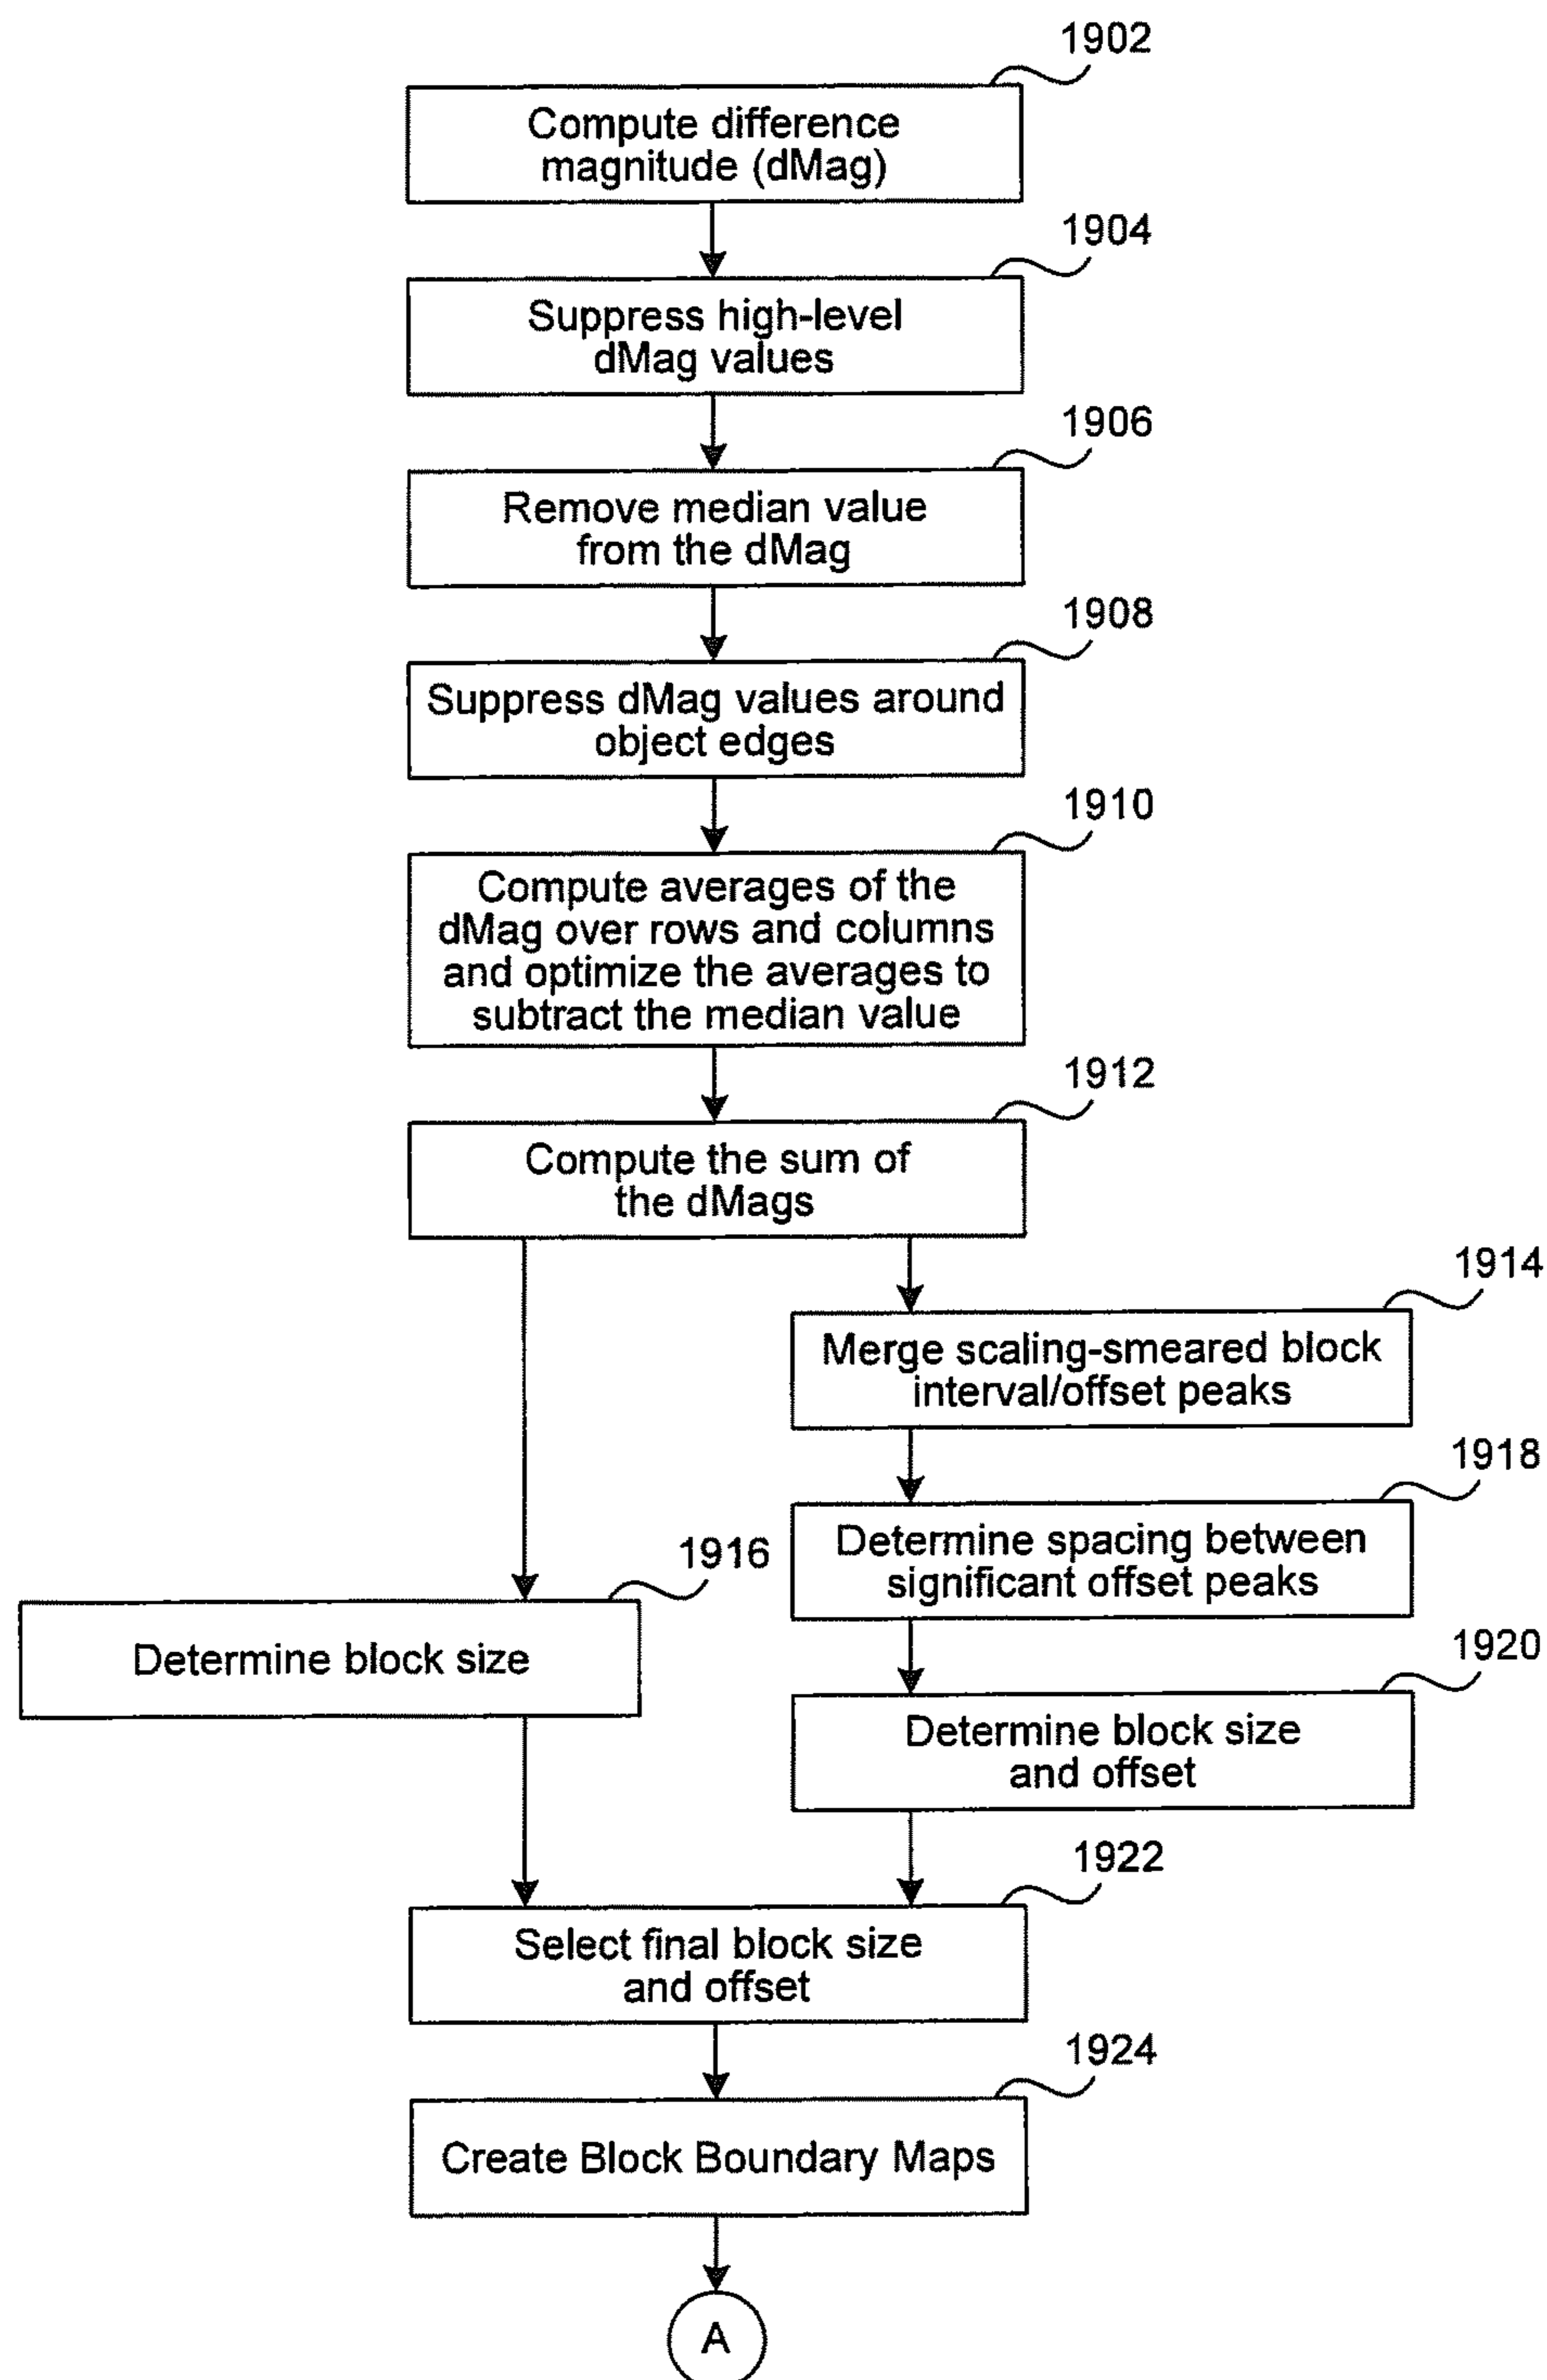 1902
Compute difference
magnitude (dMag)
1904
Suppress high-level
dMag values
1906
Remove median value
from the dMag
1908
Suppress dMag values around
object edges
1910
Compute averages of the
dMag over rows and columns
and optimize the averages to
subtract the median value
1912
Compute the sum of
the dMags
1914
Merge scaling-smeared block
interval/offset peaks
1918
Determine spacing between
significant offset peaks
1916
Determine block size
1920
Determine block size
and offset
1922
Select final block size
and offset
1924
Create Block Boundary Maps
A